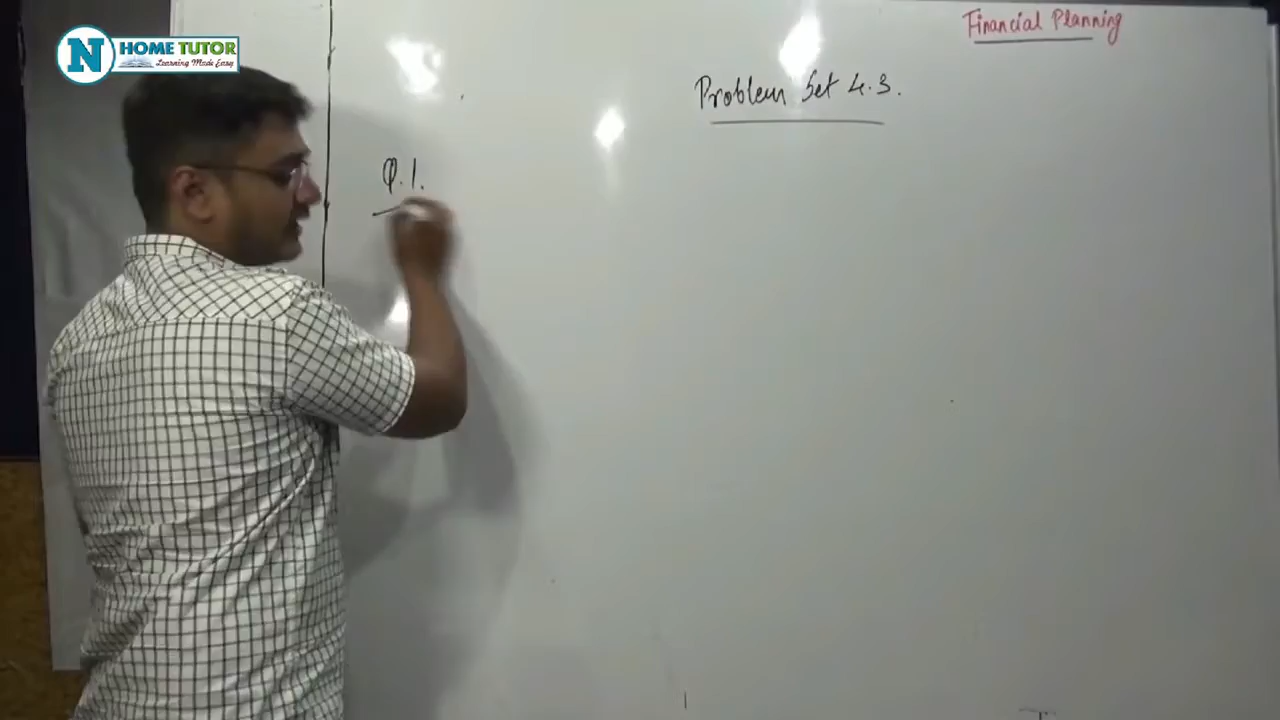 N HOME TUTOR
Learning Made Easy
Financial Planning
Problem Set 4.3.
Q.1.